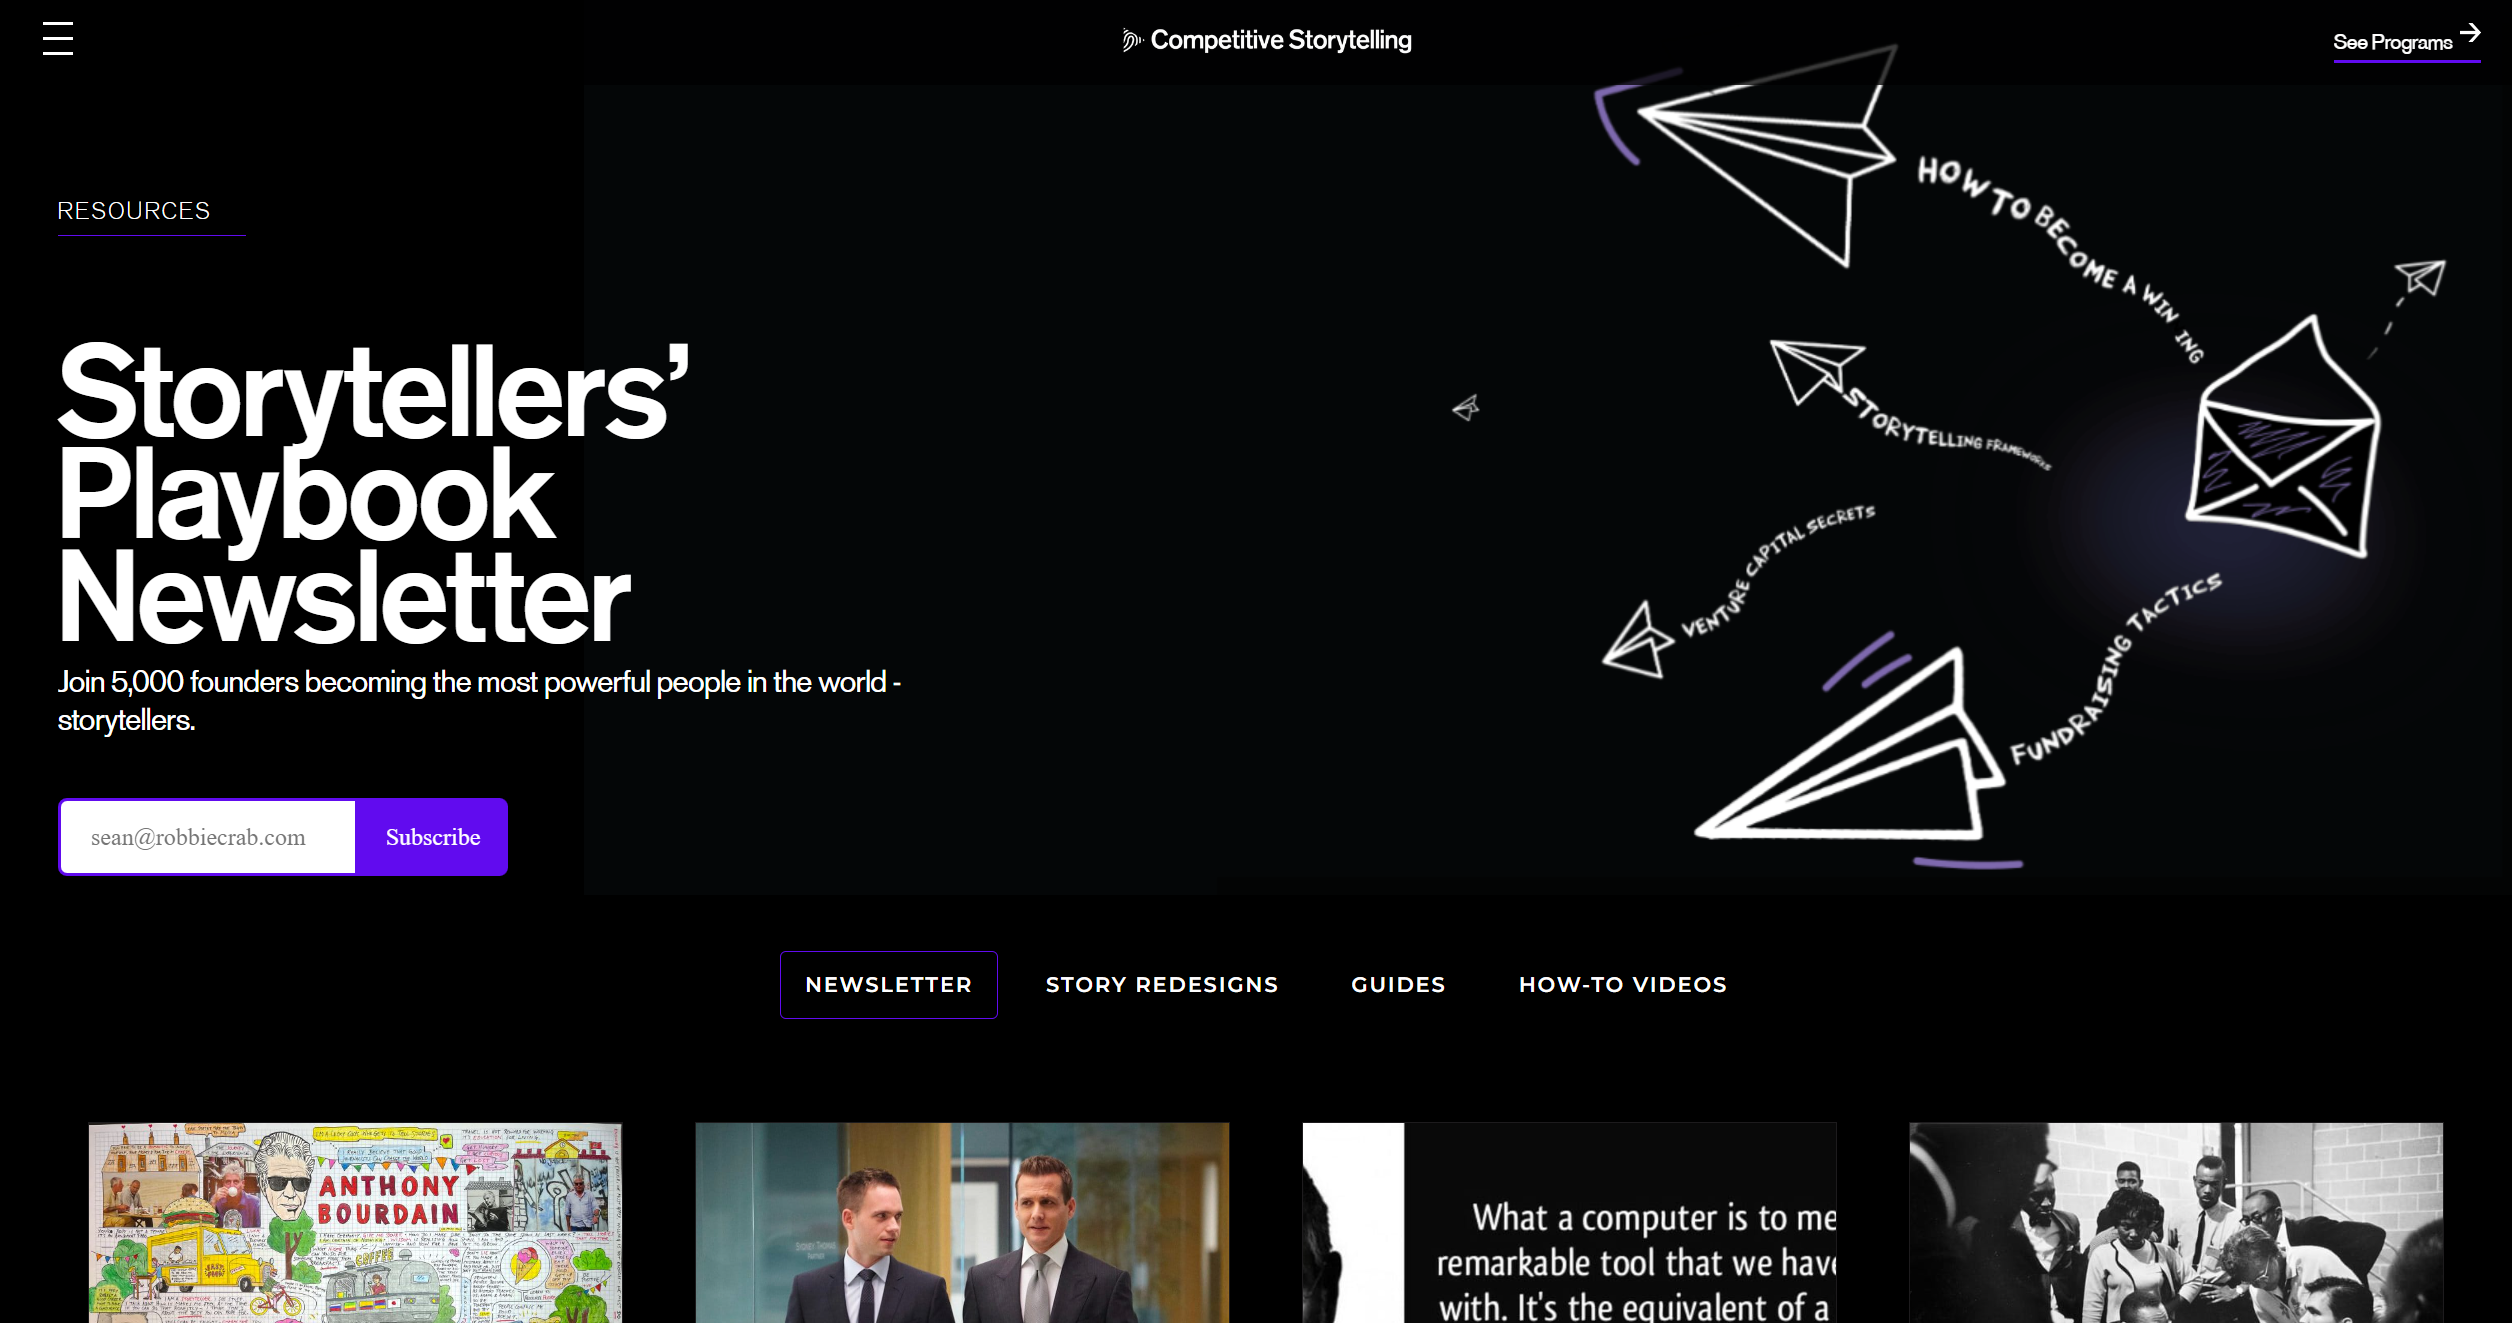 Competitive Storytelling
See Programs
RESOURCES
Storytellers’
Playbook
Newsletter
Join 5,000 founders becoming the most powerful people in the world -
storytellers.
sean@robbiecrab.com
Subscribe
HOW TO BECOME A WIN ING
STORYTELLING FRAMEWORKS
VENTURE CAPITAL SECRETS
FUNDRAISING TACTICS
NEWSLETTER
STORY REDESIGNS
GUIDES
HOW-TO VIDEOS
ANTHONY
BOURDAIN
COFFEE
What a computer is to me
remarkable tool that we have
with. It's the equivalent of a